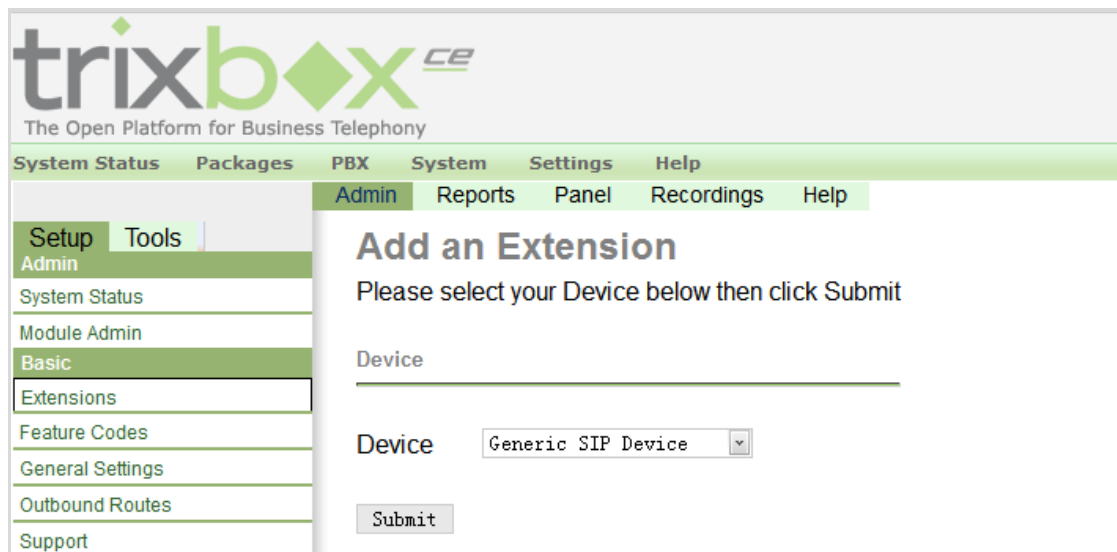 trixbox ce
The Open Platform for Business Telephony
System Status Packages PBX System Settings Help
Admin Reports Panel Recordings Help
Setup Tools
Admin
System Status
Module Admin
Basic
Extensions
Feature Codes
General Settings
Outbound Routes
Support
Add an Extension
Please select your Device below then click Submit
Device
Device Generic SIP Device
Submit